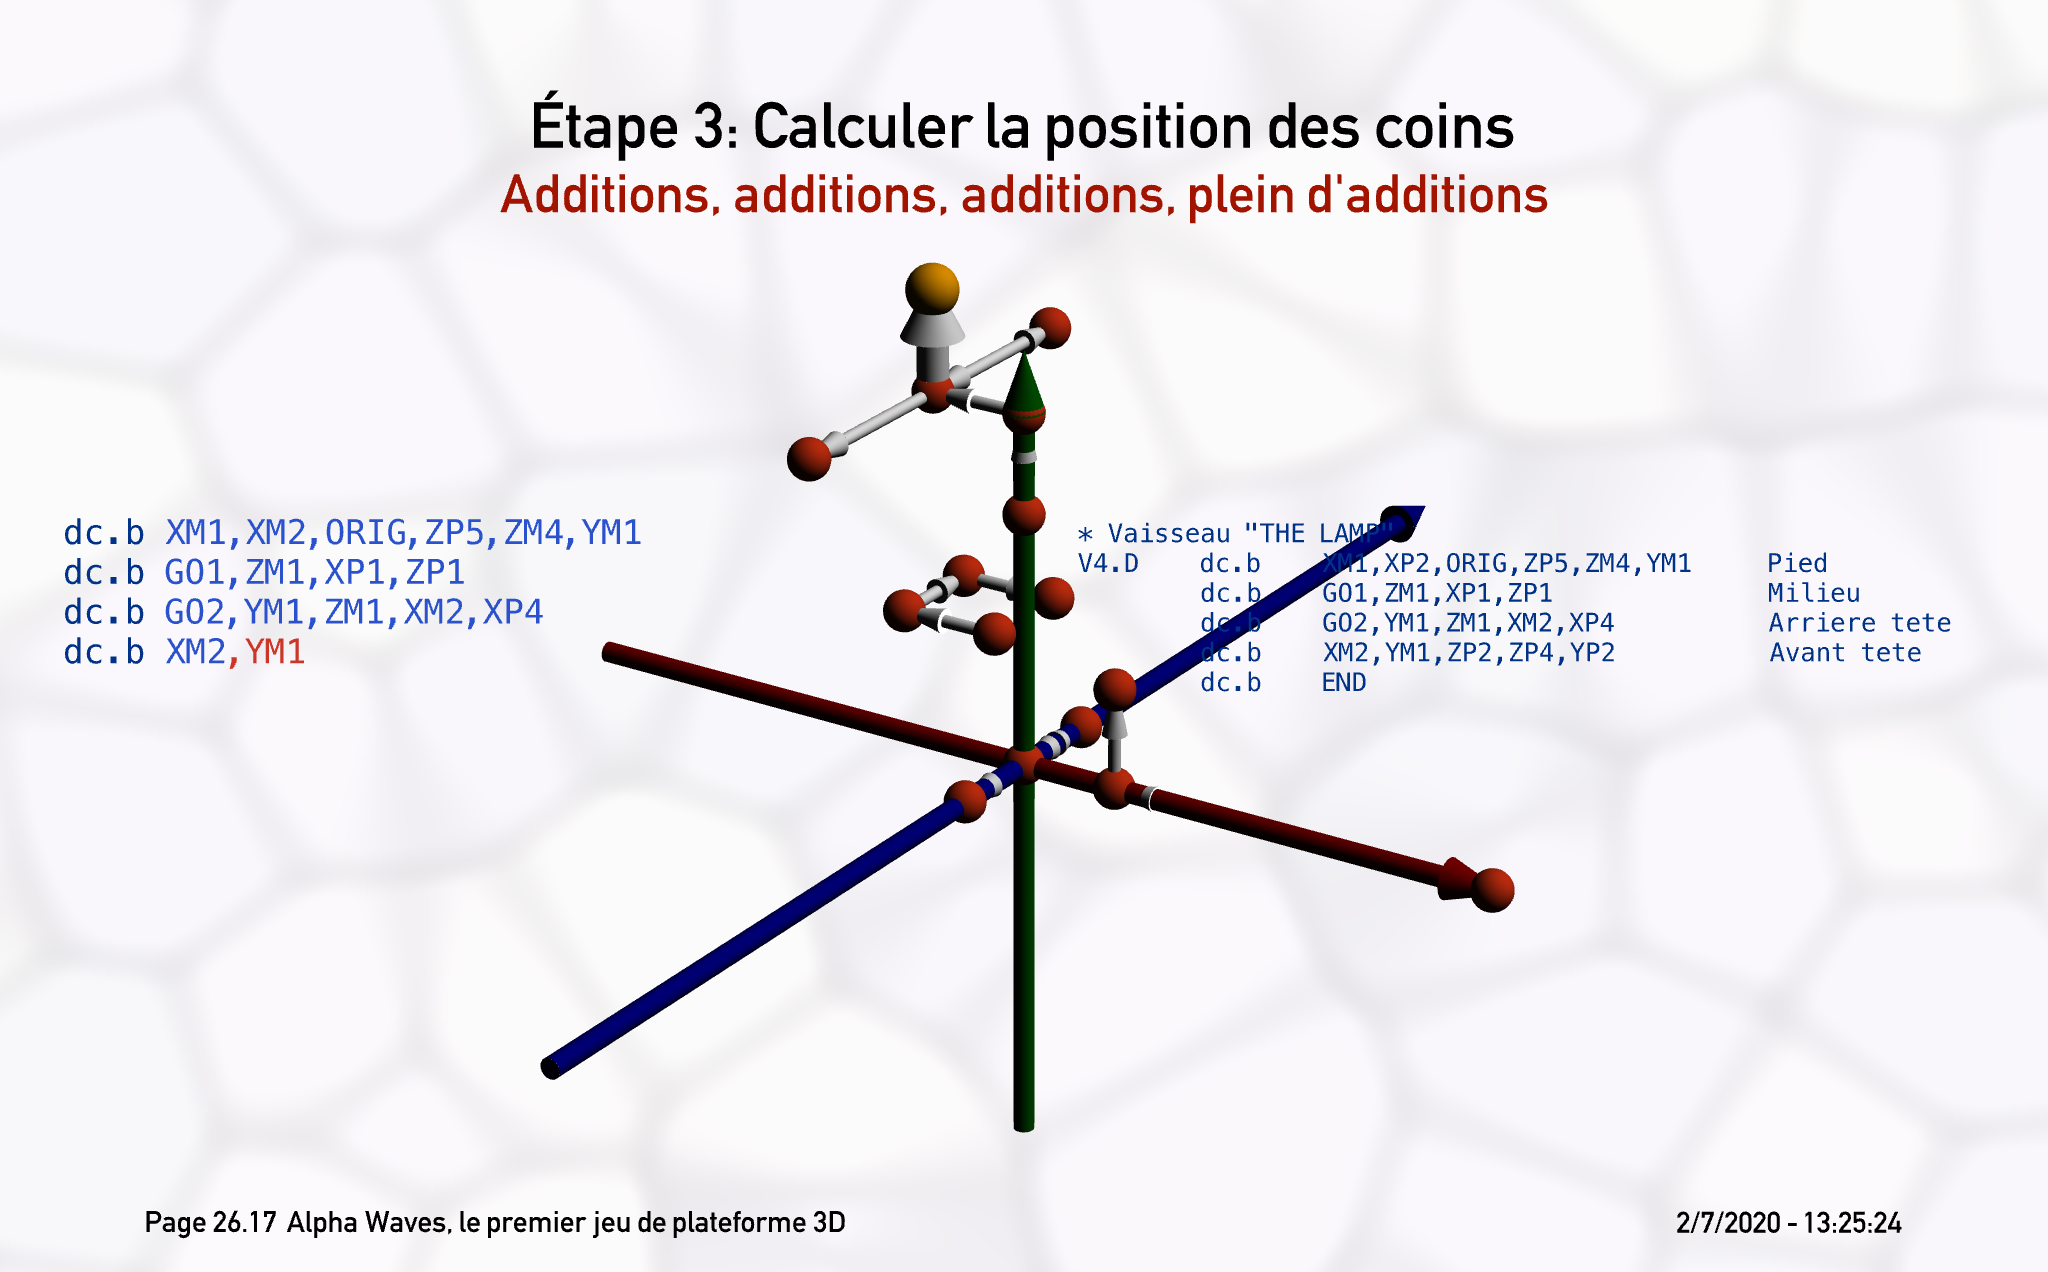 Étape 3: Calculer la position des coins
Additions, additions, additions, plein d'additions
dc.b XM1,XM2,ORIG,ZP5,ZM4,YM1
dc.b GO1,ZM1,XP1,ZP1
dc.b GO2,YM1,ZM1,XM2,XP4
dc.b XM2,YM1
* Vaisseau "THE LAMP"
V4.D dc.b XM1,XP2,ORIG,ZP5,ZM4,YM1 Pied
dc.b GO1,ZM1,XP1,ZP1 Milieu
dc.b GO2,YM1,ZM1,XM2,XP4 Arriere tete
dc.b XM2,YM1,ZP2,ZP4,YP2 Avant tete
dc.b END
Page 26.17 Alpha Waves, le premier jeu de plateforme 3D
2/7/2020 - 13:25:24